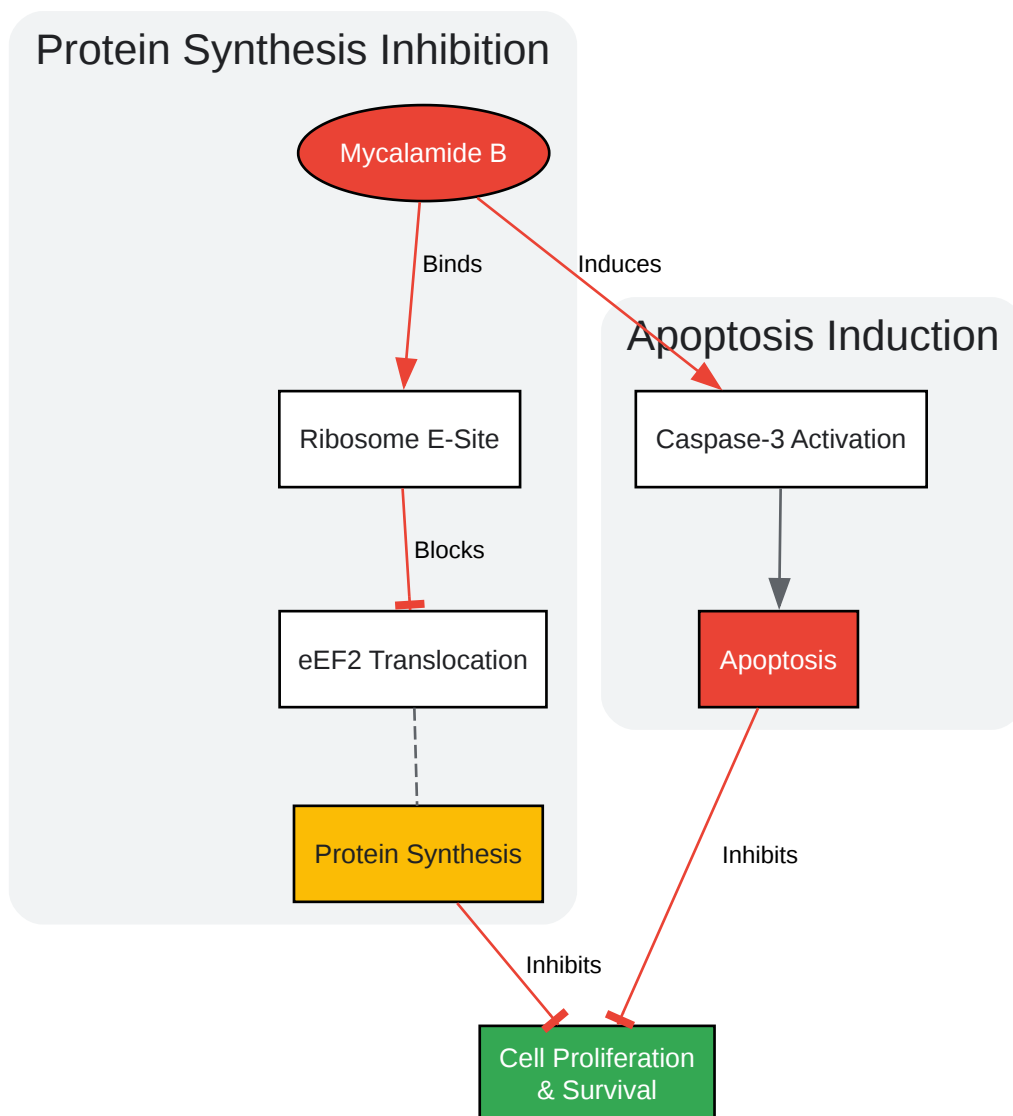 Protein Synthesis Inhibition
Mycalamide B
Binds
Induces
Apoptosis Induction
Ribosome E-Site
Caspase-3 Activation
Blocks
eEF2 Translocation
Apoptosis
Protein Synthesis
Inhibits
Inhibits
Cell Proliferation
& Survival